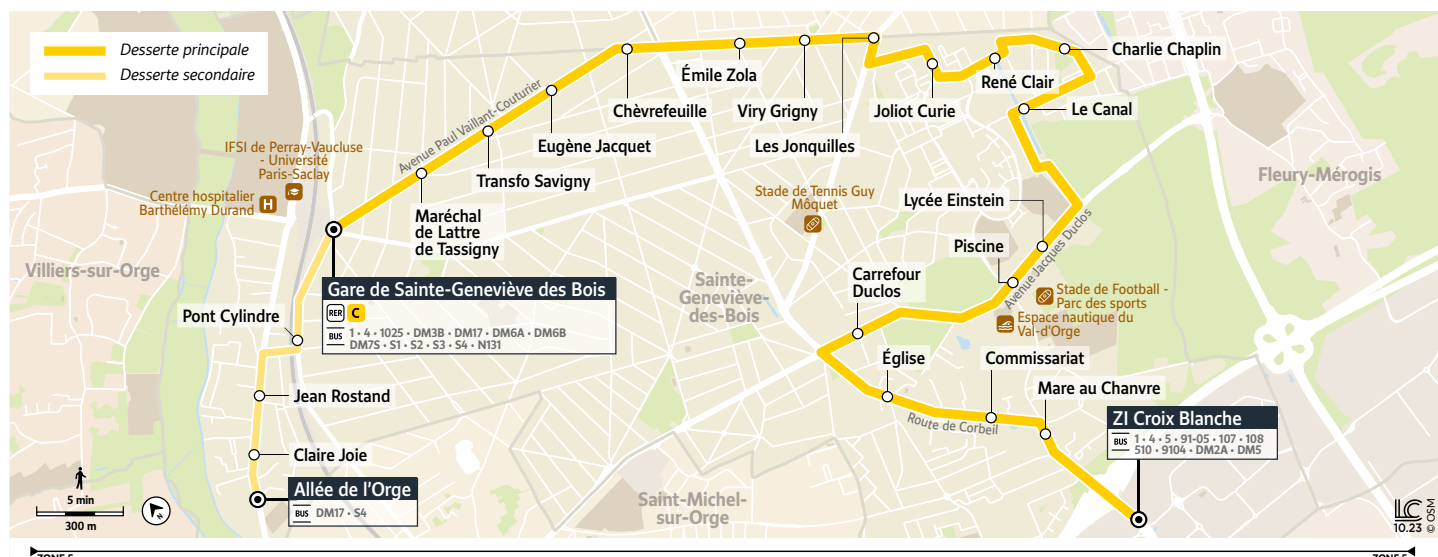 Desserte principale
Desserte secondaire
Charlie Chaplin
Émile Zola
René Clair
Chèvrefeuille
Viry Grigny
Joliot Curie
Le Canal
Avenue Paul Vaillant-Couturier
Eugène Jacquet
Les Jonquilles
IFSI de Perray-Vaucluse
- Université
Paris-Saclay
Centre hospitalier
Barthélémy Durand
H
Transfo Savigny
Stade de Tennis Guy
Môquet
Fleury-Mérogis
Lycée Einstein
Maréchal
de Lattre
de Tassigny
Piscine
Avenue Jacques Duclos
Villiers-sur-Orge
Sainte-
Geneviève-
des-Bois
Carrefour
Duclos
Gare de Sainte-Geneviève des Bois
RER C
BUS 1 • 4 • 1025 • DM3B • DM17 • DM6A • DM6B
DM7S • S1 • S2 • S3 • S4 • N131
Stade de Football -
Parc des sports
Espace nautique du
Val-d'Orge
Pont Cylindre
Église
Commissariat
Mare au Chanvre
Jean Rostand
Route de Corbeil
ZI Croix Blanche
BUS 1 • 4 • 5 • 91-05 • 107 • 108
510 • 9104 • DM2A • DM5
Claire Joie
Allée de l'Orge
BUS DM17 • S4
Saint-Michel-
sur-Orge
5 min
300 m
LC
10.23 © OSM
ZONE 5
ZONE 5